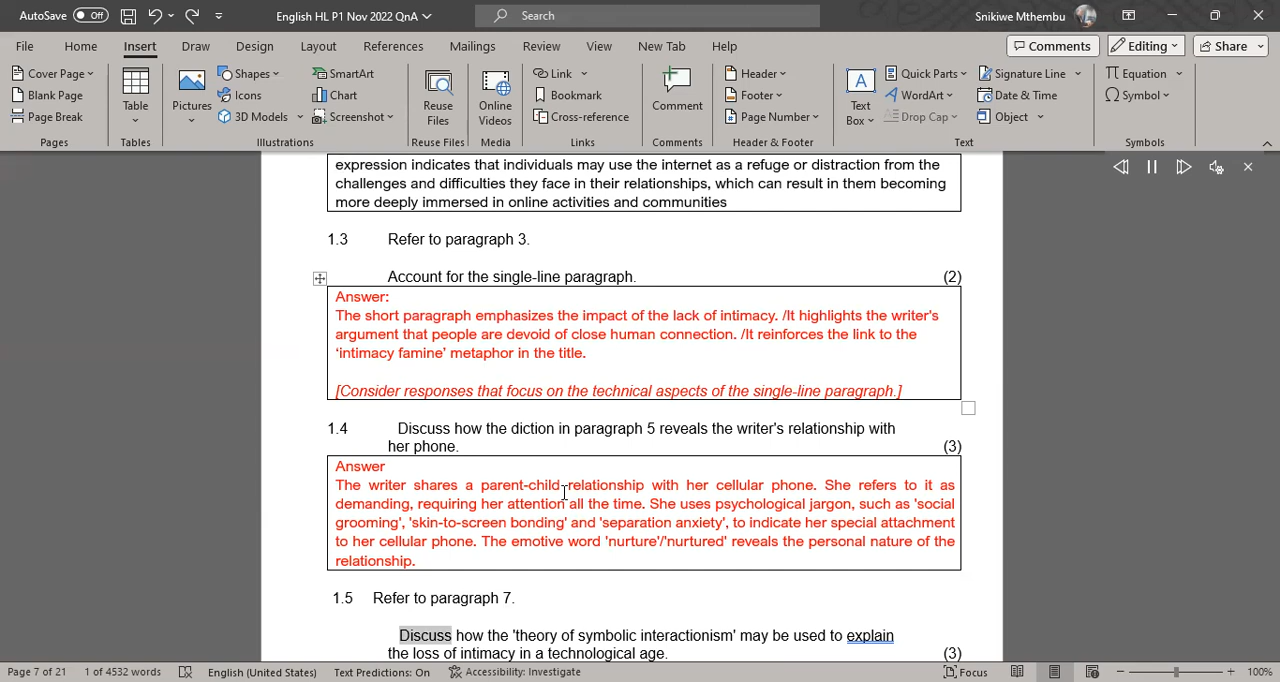 AutoSave Off English HL P1 Nov 2022 QnA Search Snikiwe Mthembu
File Home Insert Draw Design Layout References Mailings Review View New Tab Help Comments Editing Share
Cover Page Shapes SmartArt Link Header Quick Parts Signature Line Equation
Blank Page Icons Chart Bookmark Footer WordArt Date & Time Symbol
Page Break Table Pictures 3D Models Screenshot Reuse Files Online Videos Cross-reference Comment Page Number Text Box Drop Cap Object
Pages Tables Illustrations Reuse Files Media Links Comments Header & Footer Text Symbols
expression indicates that individuals may use the internet as a refuge or distraction from the
challenges and difficulties they face in their relationships, which can result in them becoming
more deeply immersed in online activities and communities
1.3 Refer to paragraph 3.
Account for the single-line paragraph. (2)
Answer:
The short paragraph emphasizes the impact of the lack of intimacy. /It highlights the writer's
argument that people are devoid of close human connection. /It reinforces the link to the
‘intimacy famine’ metaphor in the title.
[Consider responses that focus on the technical aspects of the single-line paragraph.]
1.4 Discuss how the diction in paragraph 5 reveals the writer's relationship with
her phone. (3)
Answer
The writer shares a parent-child relationship with her cellular phone. She refers to it as
demanding, requiring her attention all the time. She uses psychological jargon, such as 'social
grooming', 'skin-to-screen bonding' and 'separation anxiety', to indicate her special attachment
to her cellular phone. The emotive word 'nurture'/'nurtured' reveals the personal nature of the
relationship.
1.5 Refer to paragraph 7.
Discuss how the 'theory of symbolic interactionism' may be used to explain
the loss of intimacy in a technological age. (3)
Page 7 of 21 1 of 4532 words English (United States) Text Predictions: On Accessibility: Investigate Focus 100%